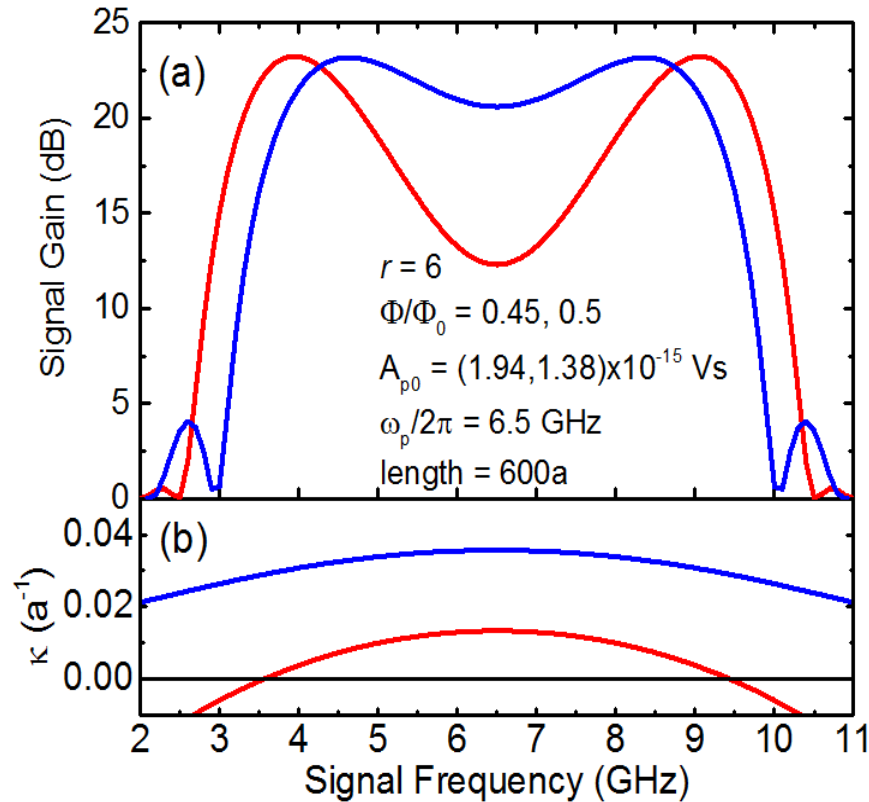 25
20
15
10
5
0
Signal Gain (dB)
(a)
r = 6
Φ/Φ₀ = 0.45, 0.5
Aₚ₀ = (1.94,1.38)x10⁻¹⁵ Vs
ωₚ/2π = 6.5 GHz
length = 600a
0.04
0.02
0.00
κ (a⁻¹)
(b)
2 3 4 5 6 7 8 9 10 11
Signal Frequency (GHz)